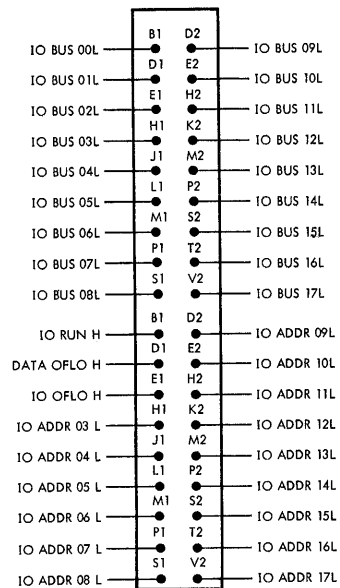 B1 D2
IO BUS 00L IO BUS 09L
D1 E2
IO BUS 01L IO BUS 10L
E1 H2
IO BUS 02L IO BUS 11L
H1 K2
IO BUS 03L IO BUS 12L
J1 M2
IO BUS 04L IO BUS 13L
L1 P2
IO BUS 05L IO BUS 14L
M1 S2
IO BUS 06L IO BUS 15L
P1 T2
IO BUS 07L IO BUS 16L
S1 V2
IO BUS 08L IO BUS 17L
B1 D2
IO RUN H IO ADDR 09L
D1 E2
DATA OFLO H IO ADDR 10L
E1 H2
IO OFLO H IO ADDR 11L
H1 K2
IO ADDR 03 L IO ADDR 12L
J1 M2
IO ADDR 04 L IO ADDR 13L
L1 P2
IO ADDR 05 L IO ADDR 14L
M1 S2
IO ADDR 06 L IO ADDR 15L
P1 T2
IO ADDR 07 L IO ADDR 16L
S1 V2
IO ADDR 08 L IO ADDR 17L